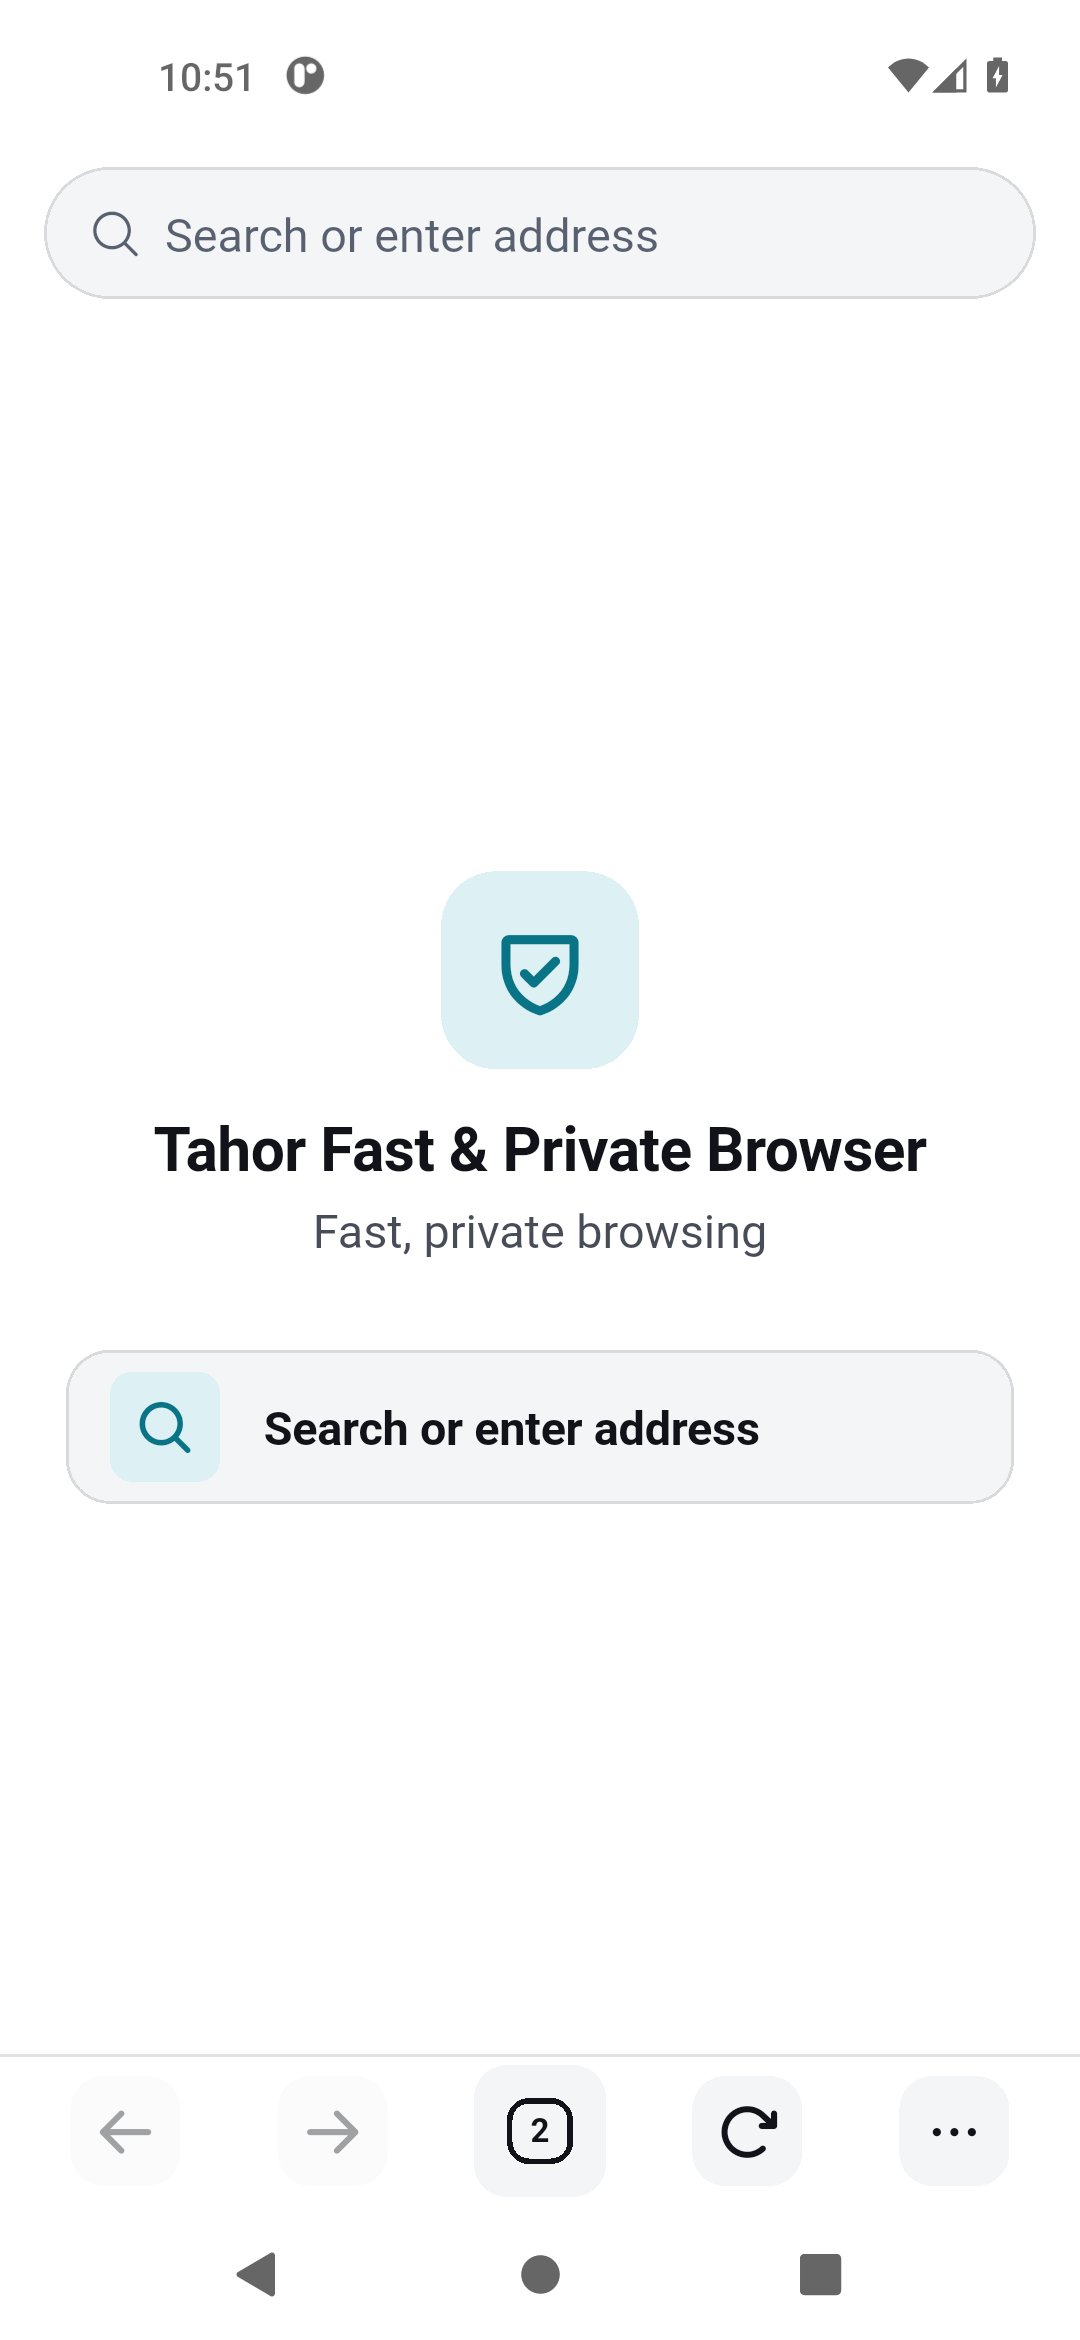 10:51
Search or enter address
Tahor Fast & Private Browser
Fast, private browsing
Search or enter address
2